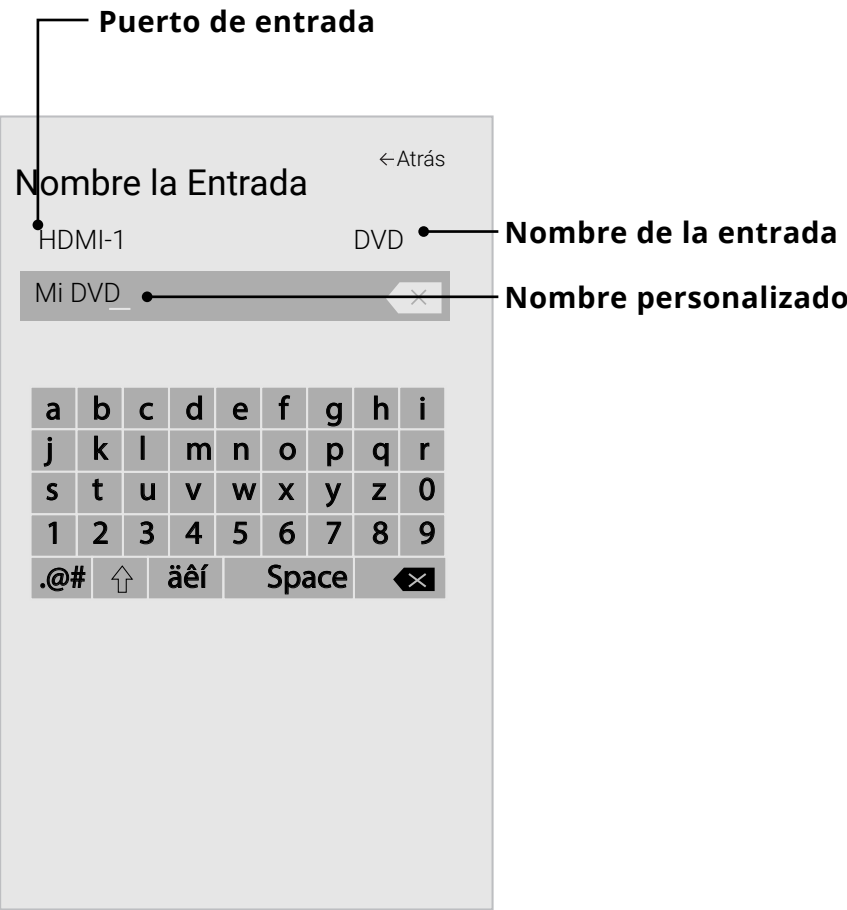 Puerto de entrada
←Atrás
Nombre la Entrada
HDMI-1 DVD Nombre de la entrada
Mi DVD_ Nombre personalizado
a b c d e f g h i
j k l m n o p q r
s t u v w x y z 0
1 2 3 4 5 6 7 8 9
.@# äêí Space